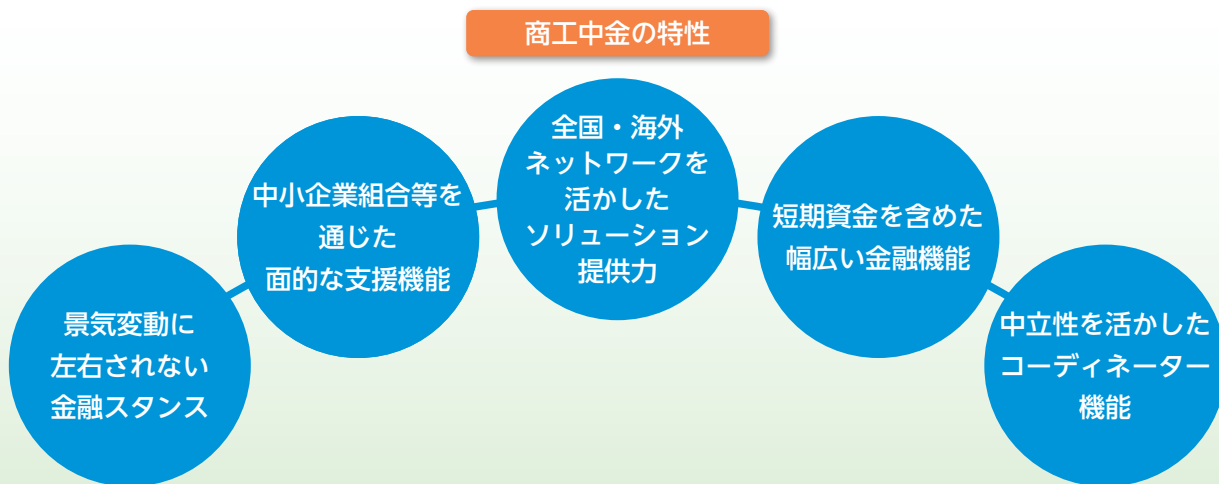 商工中金の特性
景気変動に
左右されない
金融スタンス
中小企業組合等を
通じた
面的な支援機能
全国・海外
ネットワークを
活かした
ソリューション
提供力
短期資金を含めた
幅広い金融機能
中立性を活かした
コーディネーター
機能